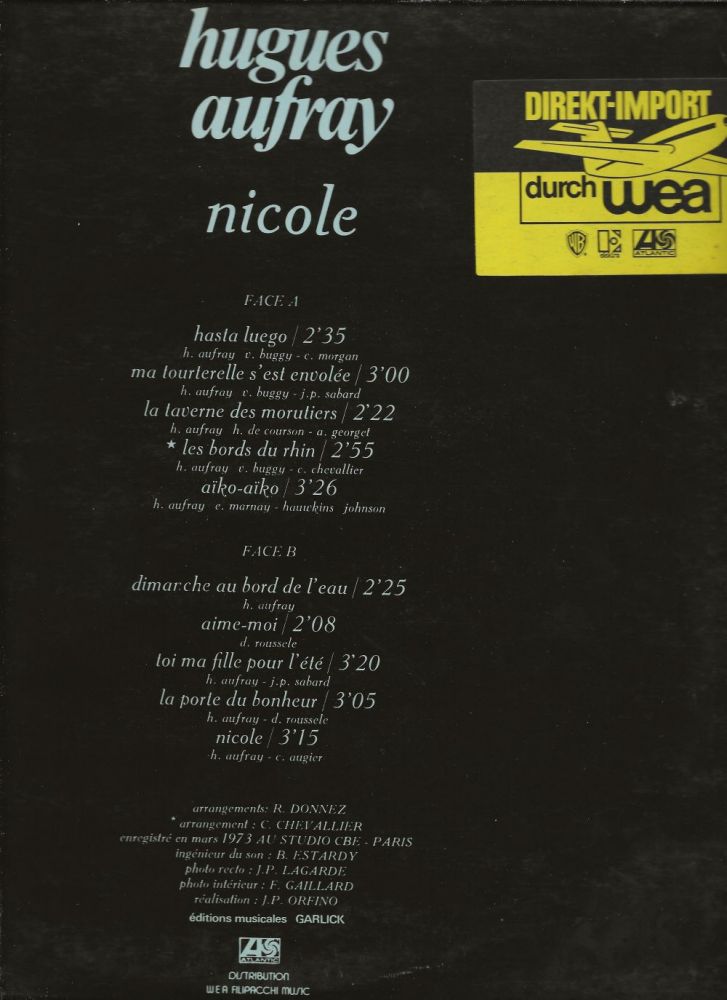 hugues
aufray
nicole
DIREKT-IMPORT
durch wea
WB
elektra
ATLANTIC
FACE A
hasta luego / 2'35
h. aufray v. buggy - c. morgan
ma tourterelle s'est envolée / 3'00
h. aufray v. buggy - j.p. sabard
la taverne des morutiers / 2'22
h. aufray h. de courson - a. georget
* les bords du rhin / 2'55
h. aufray v. buggy - c. chevallier
aïko-aïko / 3'26
h. aufray e. marnay - hauwkins johnson
FACE B
dimanche au bord de l'eau / 2'25
h. aufray
aime-moi / 2'08
d. roussele
toi ma fille pour l'été / 3'20
h. aufray - j.p. sabard
la porte du bonheur / 3'05
h. aufray - d. roussele
nicole / 3'15
h. aufray - c. augier
arrangements: R. DONNEZ
* arrangement : C. CHEVALLIER
enregistré en mars 1973 AU STUDIO CBE - PARIS
ingénieur du son : B. ESTARDY
photo recto : J.P. LAGARDE
photo intérieur : F. GAILLARD
réalisation : J.P. ORFINO
éditions musicales GARLICK
ATLANTIC
DISTRIBUTION
WEA FILIPACCHI MUSIC